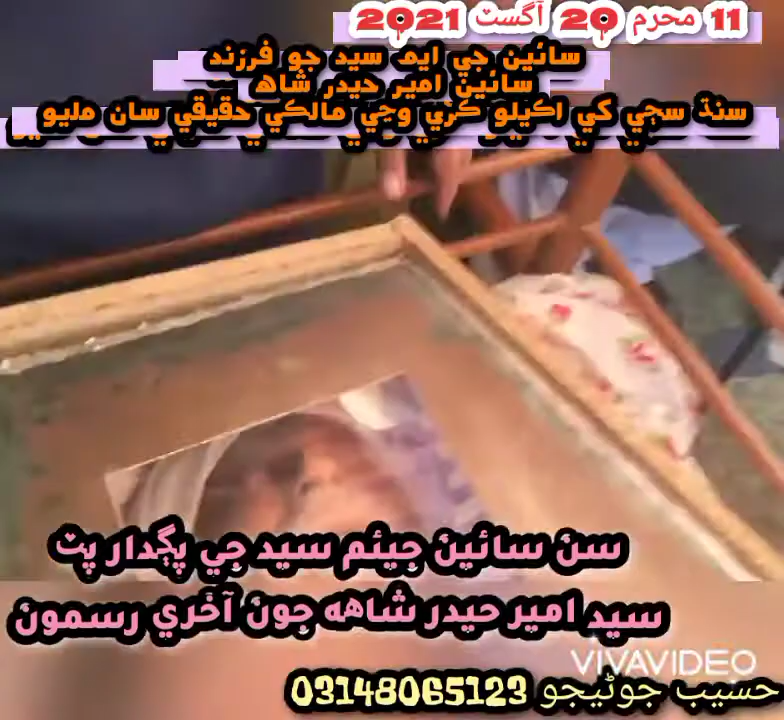 11 محرم 20 آگسٽ 2021
سائين جي ايم سيد جو فرزند
سائين امير حيدر شاھ
سنڌ سڄي کي اڪيلو ڪري وڃي مالڪي حقيقي سان مليو
سن سائين جيئم سيد جي پڳدار پٽ
سيد امير حيدر شاهه جون آخري رسمون
VIVAVIDEO
حسيب جوڻيجو 03148065123